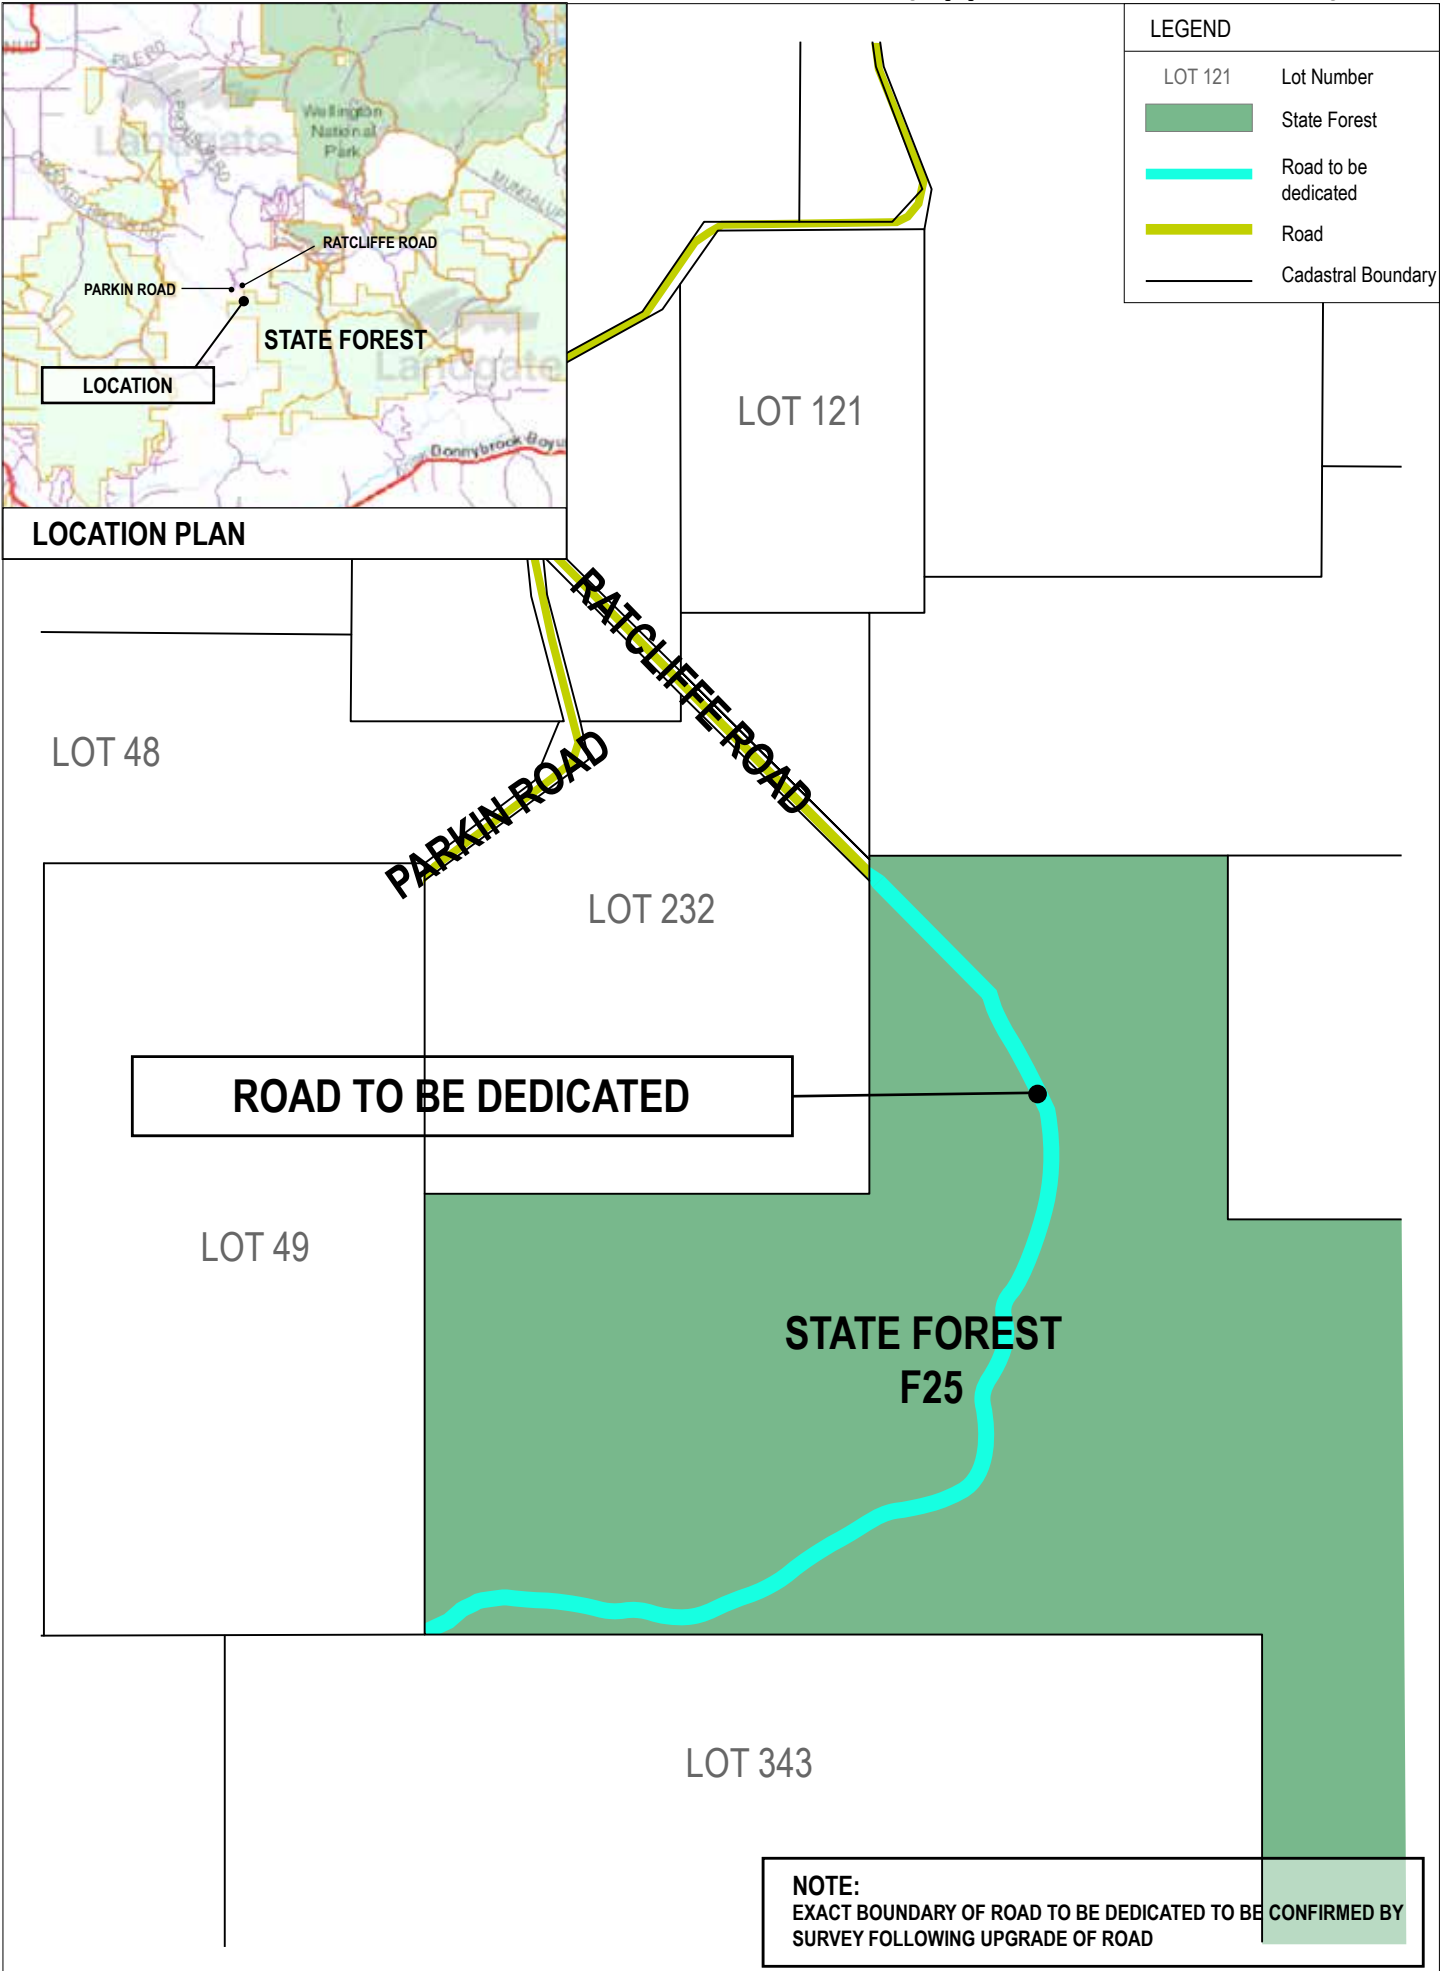 LEGEND
LOT 121 Lot Number
State Forest
Road to be
dedicated
Road
Cadastral Boundary
Landgate
Wellington
National
Park
RATCLIFFE ROAD
PARKIN ROAD
STATE FOREST
Landgate
LOCATION
LOCATION PLAN
LOT 121
RATCLIFFE ROAD
LOT 48
PARKIN ROAD
LOT 232
ROAD TO BE DEDICATED
LOT 49
STATE FOREST
F25
LOT 343
NOTE:
EXACT BOUNDARY OF ROAD TO BE DEDICATED TO BE CONFIRMED BY
SURVEY FOLLOWING UPGRADE OF ROAD